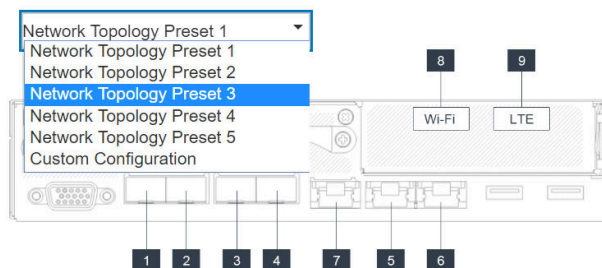 Network Topology Preset 1
Network Topology Preset 1
Network Topology Preset 2
Network Topology Preset 3
Network Topology Preset 4
Network Topology Preset 5
Custom Configuration
8 9
Wi-Fi LTE
1 2 3 4 7 5 6